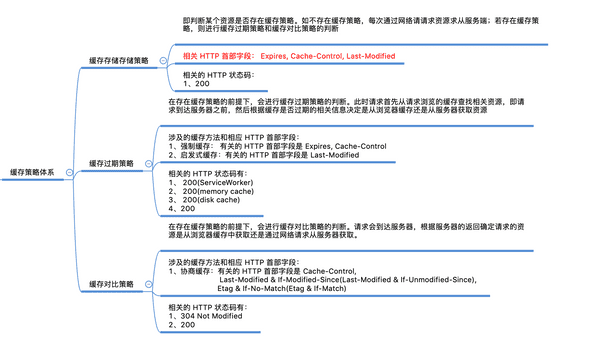 即判断某个资源是否存在缓存策略。如不存在缓存策略，每次通过网络请请求资源求从服务端；若存在缓存策
略，则进行缓存过期策略和缓存对比策略的判断
缓存存储存储策略
相关 HTTP 首部字段： Expires, Cache-Control, Last-Modified
相关的 HTTP 状态码：
1、200
在存在缓存策略的前提下，会进行缓存过期策略的判断。此时请求首先从请求浏览的缓存查找相关资源，即请
求到达服务器之前，然后根据缓存是否过期的相关信息决定是从浏览器缓存还是从服务器获取资源
涉及的缓存方法和相应 HTTP 首部字段：
1、强制缓存： 有关的 HTTP 首部字段是 Expires, Cache-Control
2、启发式缓存：有关的 HTTP 首部字段是 Last-Modified
缓存过期策略
缓存策略体系
相关的 HTTP 状态码有：
1、 200(ServiceWorker)
2、 200(memory cache)
3、 200(disk cache)
4、200
在存在缓存策略的前提下，会进行缓存对比策略的判断。请求会到达服务器，根据服务器的返回确定请求的资
源是从浏览器缓存中获取还是通过网络请求从服务器获取。
涉及的缓存方法和相应 HTTP 首部字段：
1、协商缓存：有关的 HTTP 首部字段是 Cache-Control,
Last-Modified & If-Modified-Since(Last-Modified & If-Unmodified-Since),
Etag & If-No-Match(Etag & If-Match)
缓存对比策略
相关的 HTTP 状态码有：
1、304 Not Modified
2、200